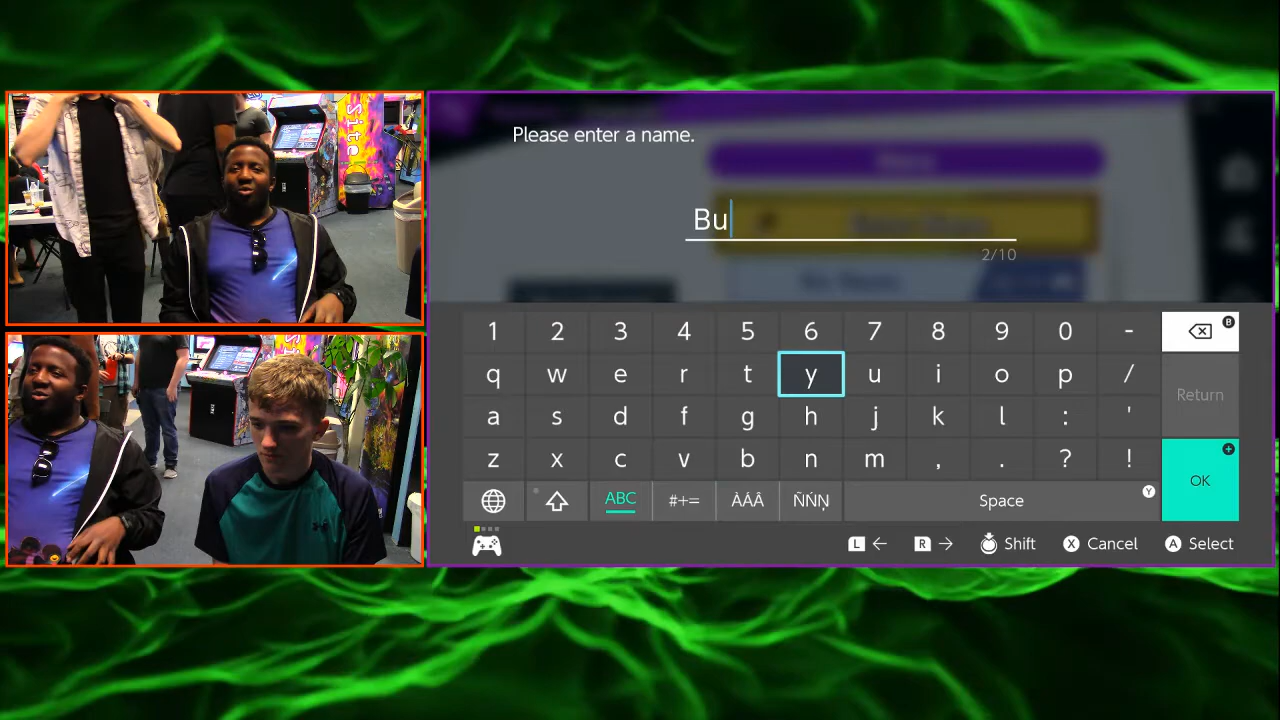 Site
Please enter a name.
Bu
2/10
1 2 3 4 5 6 7 8 9 0 -
q w e r t y u i o p /
Return
a s d f g h j k l : '
z x c v b n m , . ? !
OK
ABC #+= ÀÁÂ ÑŃŅ Space
L ← R → Shift X Cancel A Select
B
+
Y